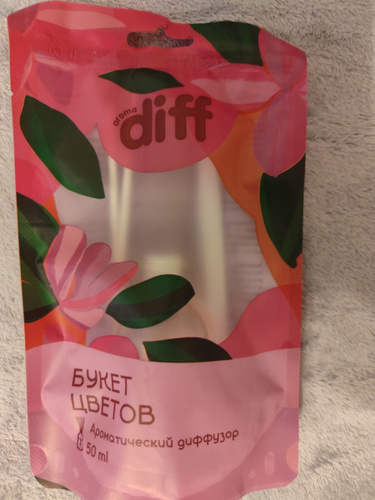 aroma
diff
БУКЕТ
ЦВЕТОВ
Ароматический диффузор
50 ml